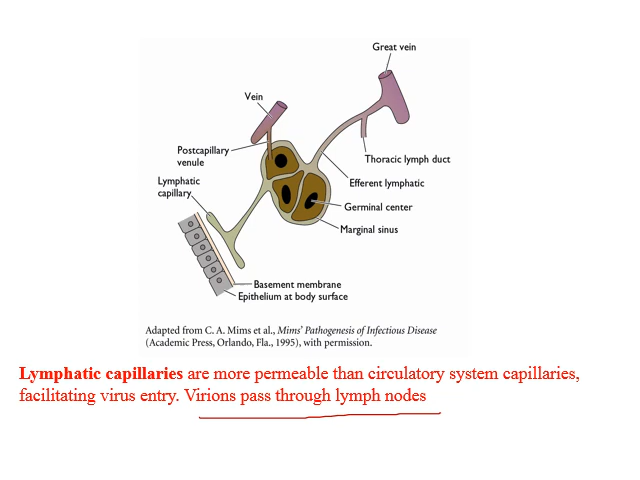 Great vein
Vein
Postcapillary
venule
Thoracic lymph duct
Lymphatic
capillary
Efferent lymphatic
Germinal center
Marginal sinus
Basement membrane
Epithelium at body surface
Adapted from C. A. Mims et al., Mims' Pathogenesis of Infectious Disease
(Academic Press, Orlando, Fla., 1995), with permission.
Lymphatic capillaries are more permeable than circulatory system capillaries,
facilitating virus entry. Virions pass through lymph nodes